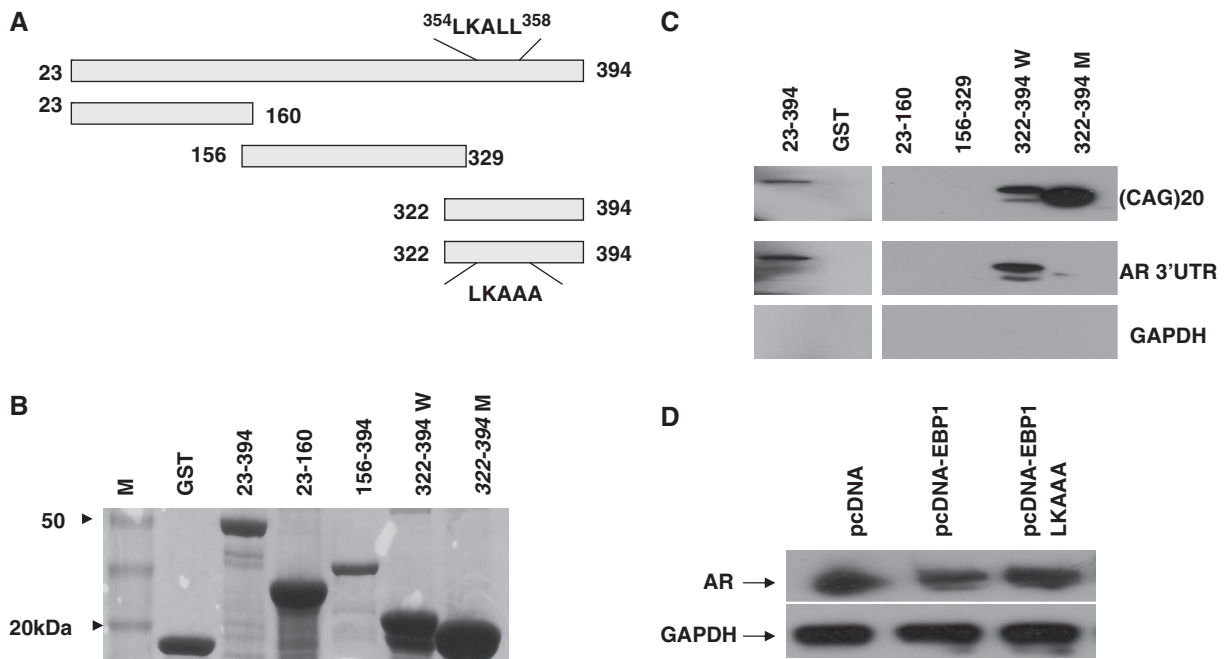 A
³⁵⁴LKALL³⁵⁸
23 394
23 160
156 329
322 394
322 394
LKAAA
B
M
GST
23-394
23-160
156-394
322-394 W
322-394 M
50
20kDa
C
23-394
GST
23-160
156-329
322-394 W
322-394 M
(CAG)20
AR 3'UTR
GAPDH
D
pcDNA
pcDNA-EBP1
pcDNA-EBP1
LKAAA
AR
GAPDH